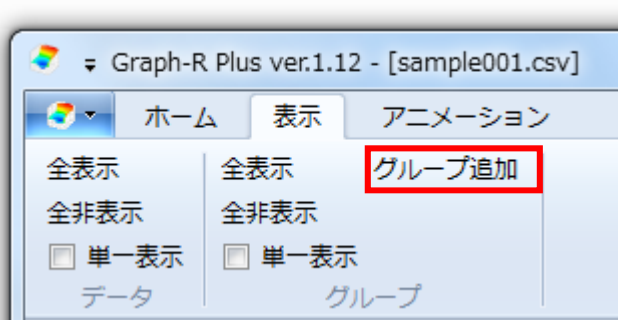 Graph-R Plus ver.1.12 - [sample001.csv]
ホーム 表示 アニメーション
全表示 全表示 グループ追加
全非表示 全非表示
単一表示 単一表示
データ グループ